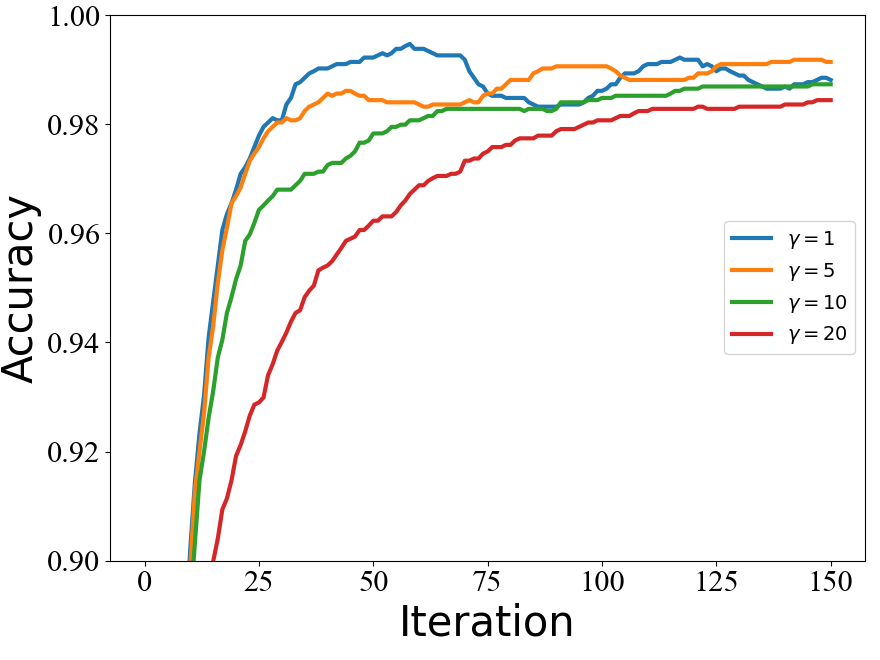 1.00
0.98
0.96
0.94
0.92
0.90
Accuracy
γ = 1
γ = 5
γ = 10
γ = 20
0 25 50 75 100 125 150
Iteration